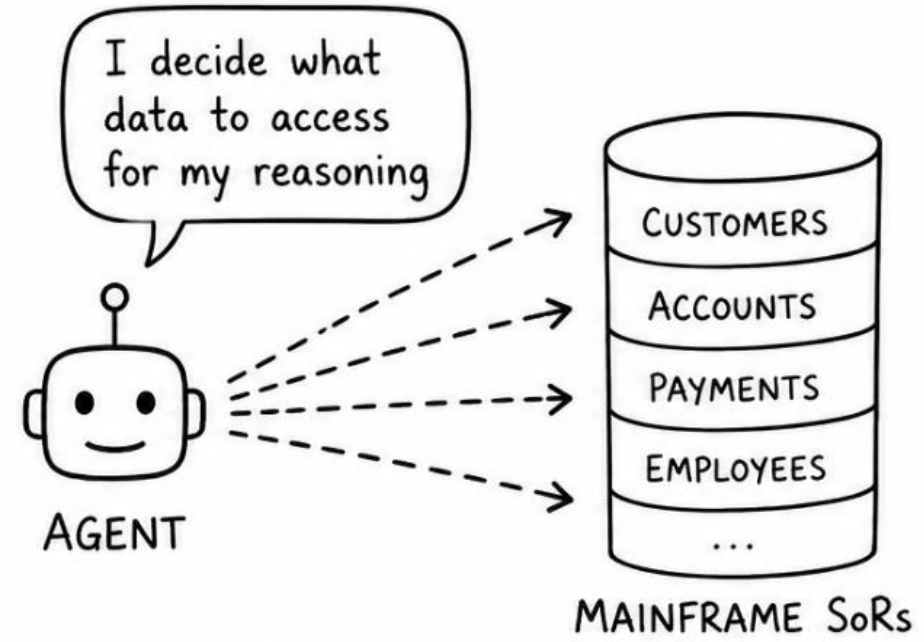 I decide what
data to access
for my reasoning
CUSTOMERS
ACCOUNTS
PAYMENTS
EMPLOYEES
...
AGENT
MAINFRAME SoRs